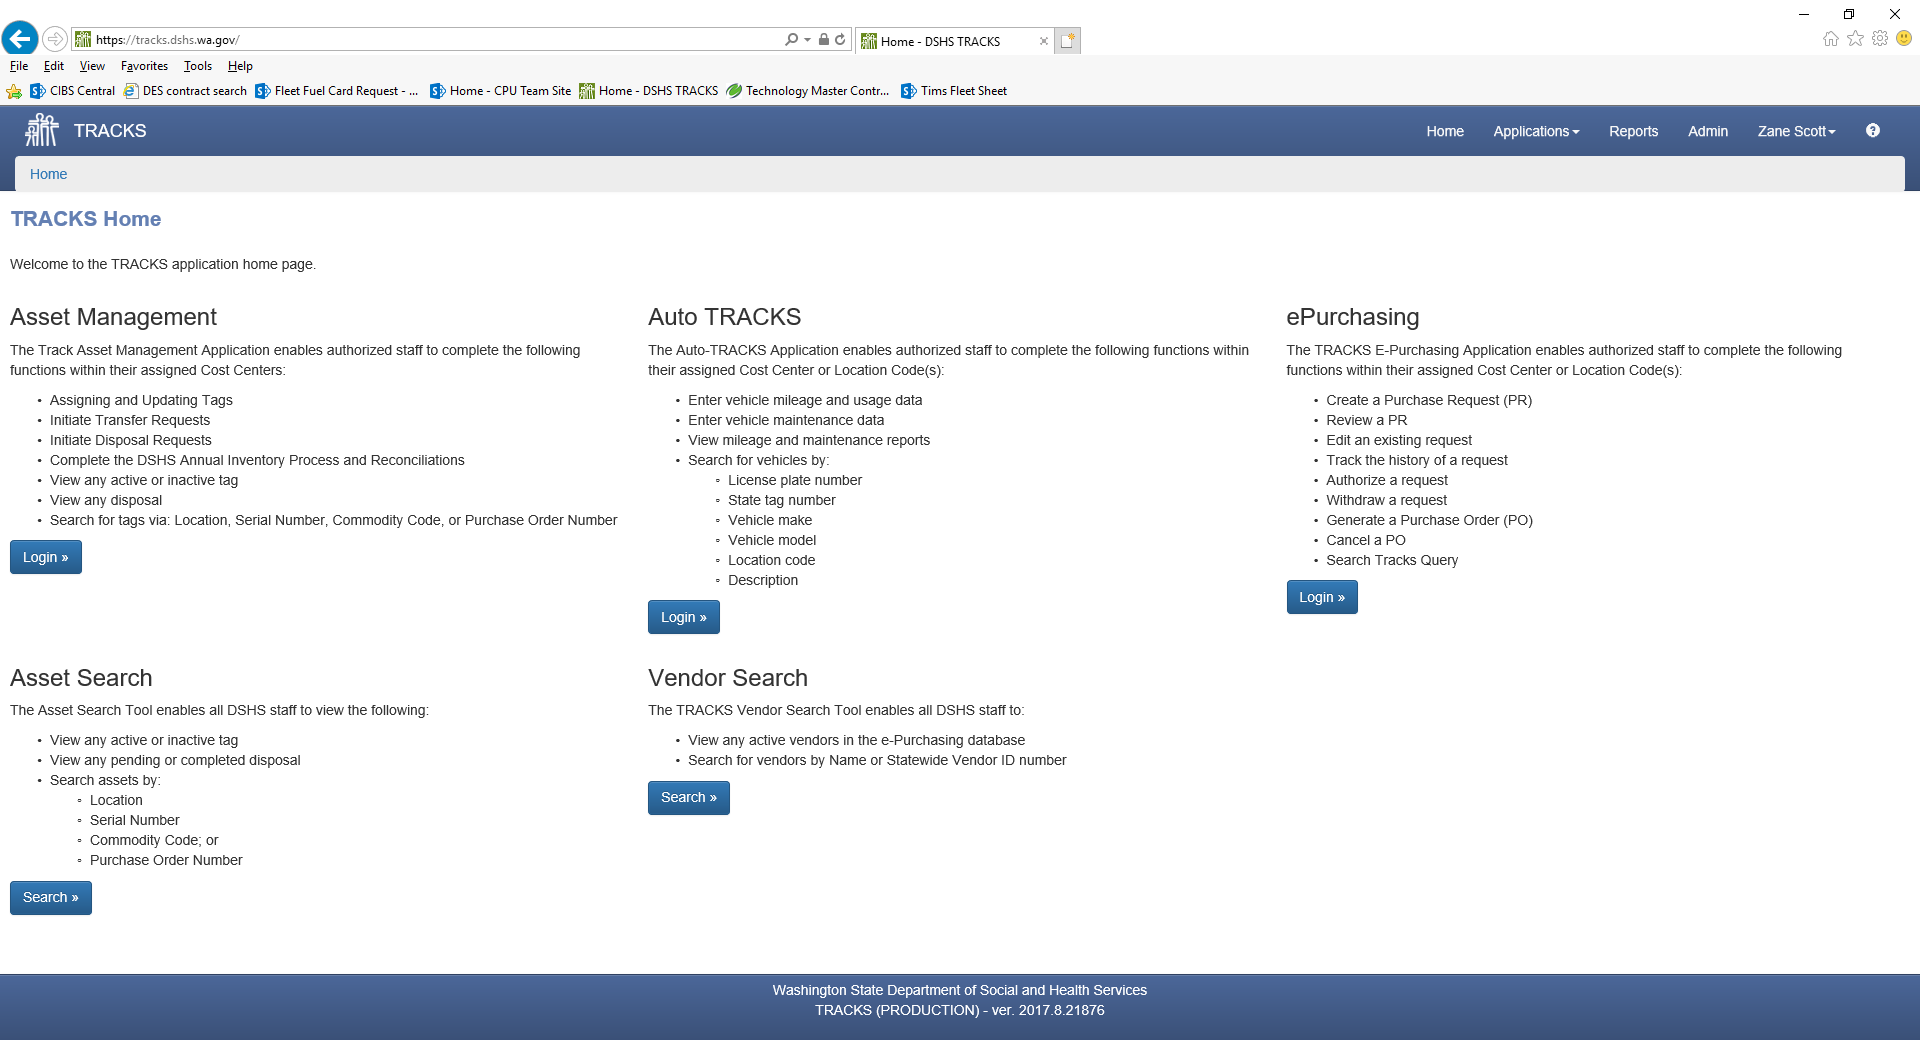 https://tracks.dshs.wa.gov/
Home - DSHS TRACKS
File Edit View Favorites Tools Help
CIBS Central DES contract search Fleet Fuel Card Request - ... Home - CPU Team Site Home - DSHS TRACKS Technology Master Contr... Tims Fleet Sheet
TRACKS
Home Applications Reports Admin Zane Scott ?
Home
TRACKS Home
Welcome to the TRACKS application home page.
Asset Management
The Track Asset Management Application enables authorized staff to complete the following
functions within their assigned Cost Centers:
• Assigning and Updating Tags
• Initiate Transfer Requests
• Initiate Disposal Requests
• Complete the DSHS Annual Inventory Process and Reconciliations
• View any active or inactive tag
• View any disposal
• Search for tags via: Location, Serial Number, Commodity Code, or Purchase Order Number
Login »
Auto TRACKS
The Auto-TRACKS Application enables authorized staff to complete the following functions within
their assigned Cost Center or Location Code(s):
• Enter vehicle mileage and usage data
• Enter vehicle maintenance data
• View mileage and maintenance reports
• Search for vehicles by:
◦ License plate number
◦ State tag number
◦ Vehicle make
◦ Vehicle model
◦ Location code
◦ Description
Login »
ePurchasing
The TRACKS E-Purchasing Application enables authorized staff to complete the following
functions within their assigned Cost Center or Location Code(s):
• Create a Purchase Request (PR)
• Review a PR
• Edit an existing request
• Track the history of a request
• Authorize a request
• Withdraw a request
• Generate a Purchase Order (PO)
• Cancel a PO
• Search Tracks Query
Login »
Asset Search
The Asset Search Tool enables all DSHS staff to view the following:
• View any active or inactive tag
• View any pending or completed disposal
• Search assets by:
◦ Location
◦ Serial Number
◦ Commodity Code; or
◦ Purchase Order Number
Search »
Vendor Search
The TRACKS Vendor Search Tool enables all DSHS staff to:
• View any active vendors in the e-Purchasing database
• Search for vendors by Name or Statewide Vendor ID number
Search »
Washington State Department of Social and Health Services
TRACKS (PRODUCTION) - ver. 2017.8.21876